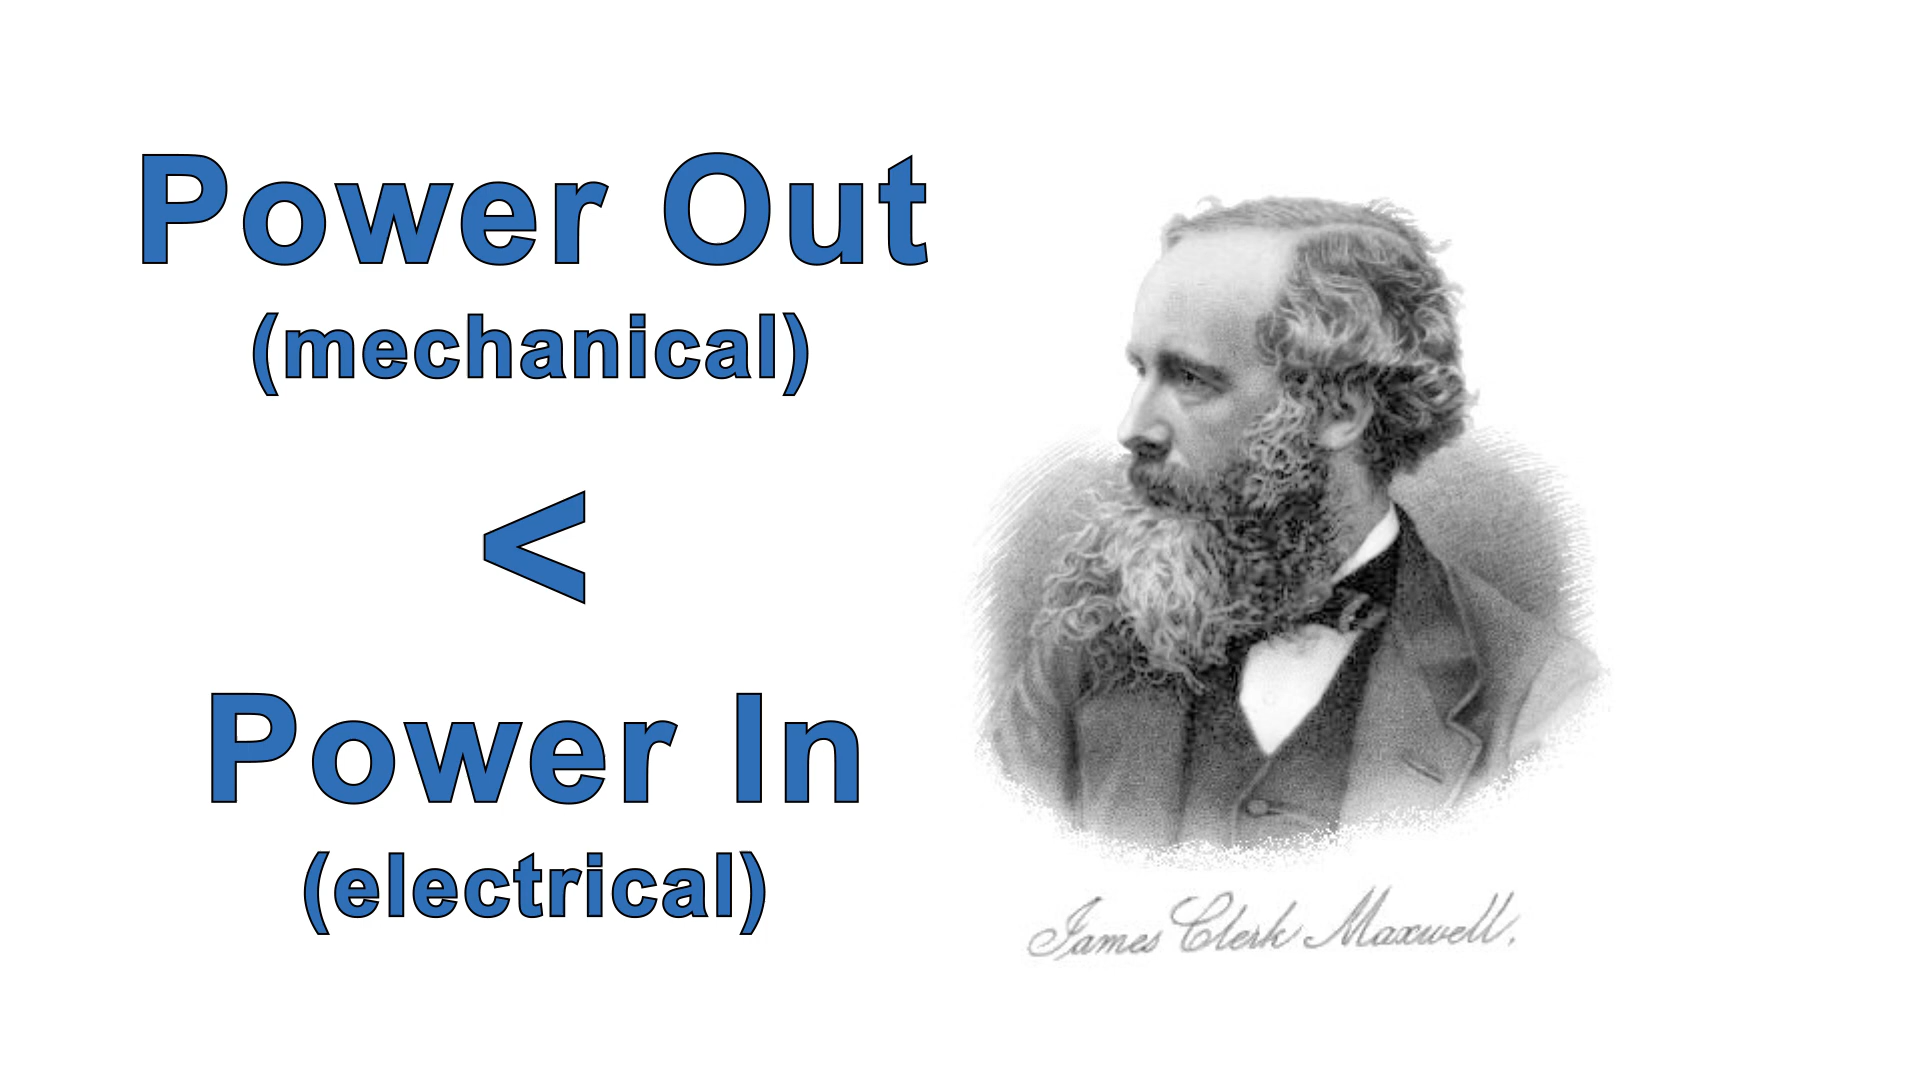 Power Out
(mechanical)
<
Power In
(electrical)
James Clerk Maxwell.